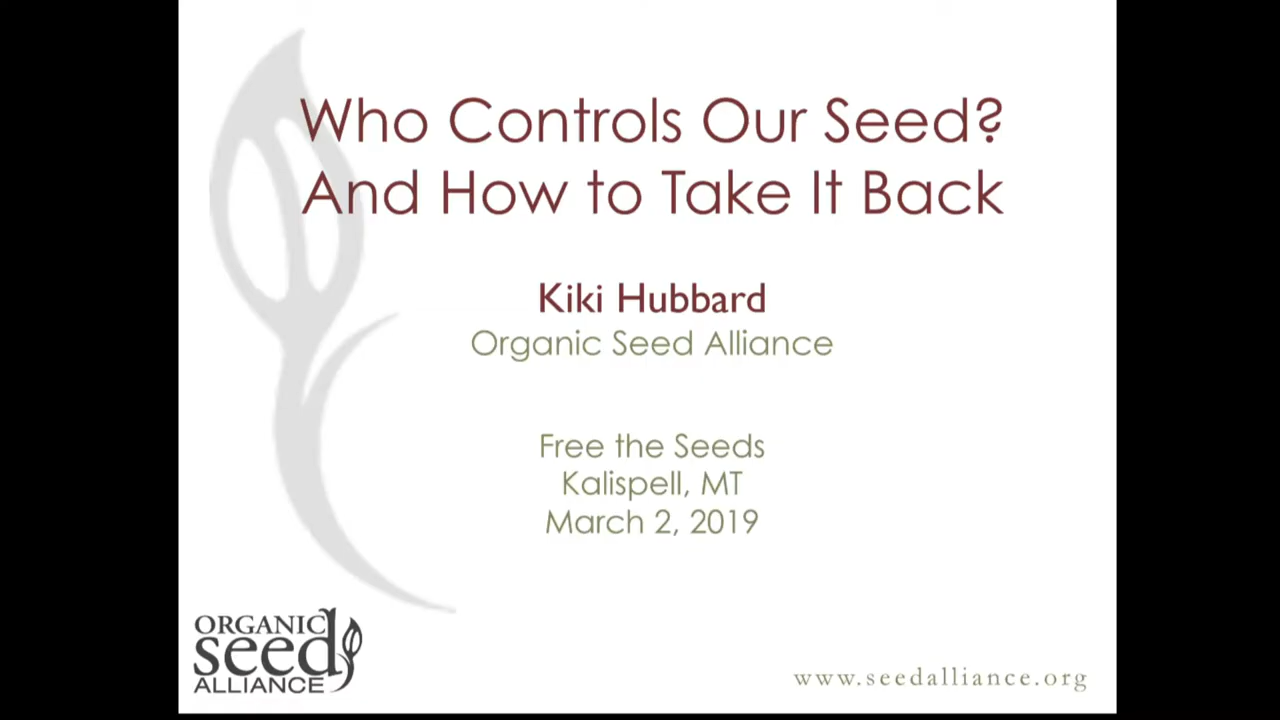 Who Controls Our Seed?
And How to Take It Back
Kiki Hubbard
Organic Seed Alliance
Free the Seeds
Kalispell, MT
March 2, 2019
ORGANIC
seed
ALLIANCE
www.seedalliance.org